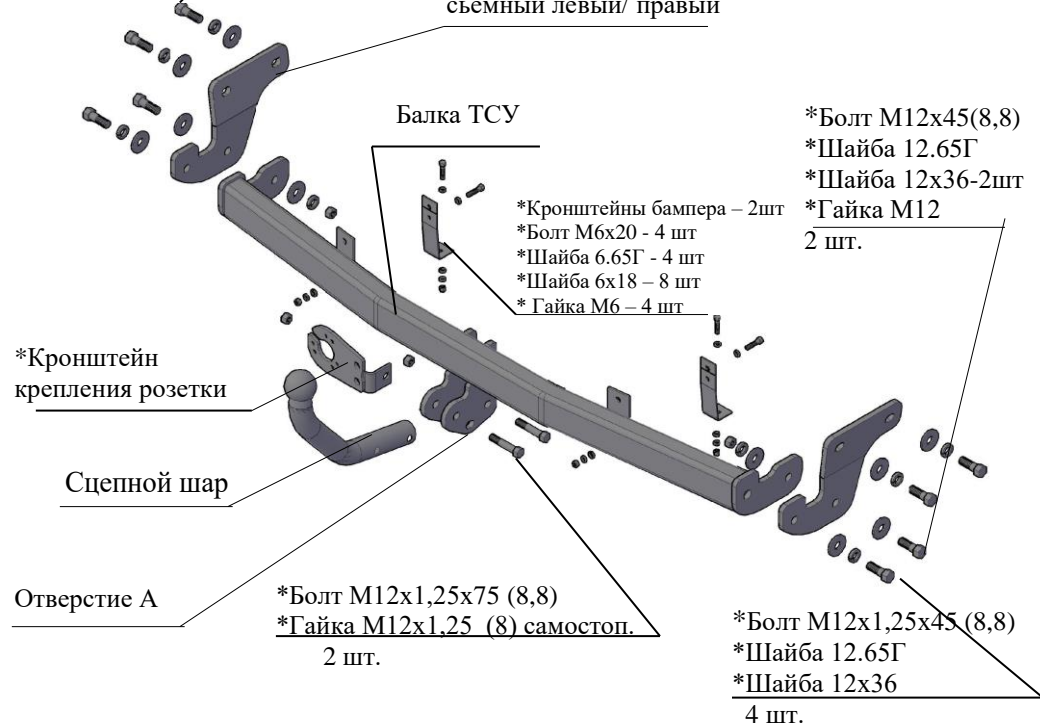 съемный левый/ правый
Балка ТСУ
*Болт М12х45(8,8)
*Шайба 12.65Г
*Шайба 12х36-2шт
*Гайка М12
2 шт.
*Кронштейны бампера – 2шт
*Болт М6х20 - 4 шт
*Шайба 6.65Г - 4 шт
*Шайба 6х18 – 8 шт
* Гайка М6 – 4 шт
*Кронштейн
крепления розетки
Сцепной шар
Отверстие А
*Болт М12х1,25х75 (8,8)
*Гайка М12х1,25 (8) самостоп.
2 шт.
*Болт М12х1,25х45 (8,8)
*Шайба 12.65Г
*Шайба 12х36
4 шт.